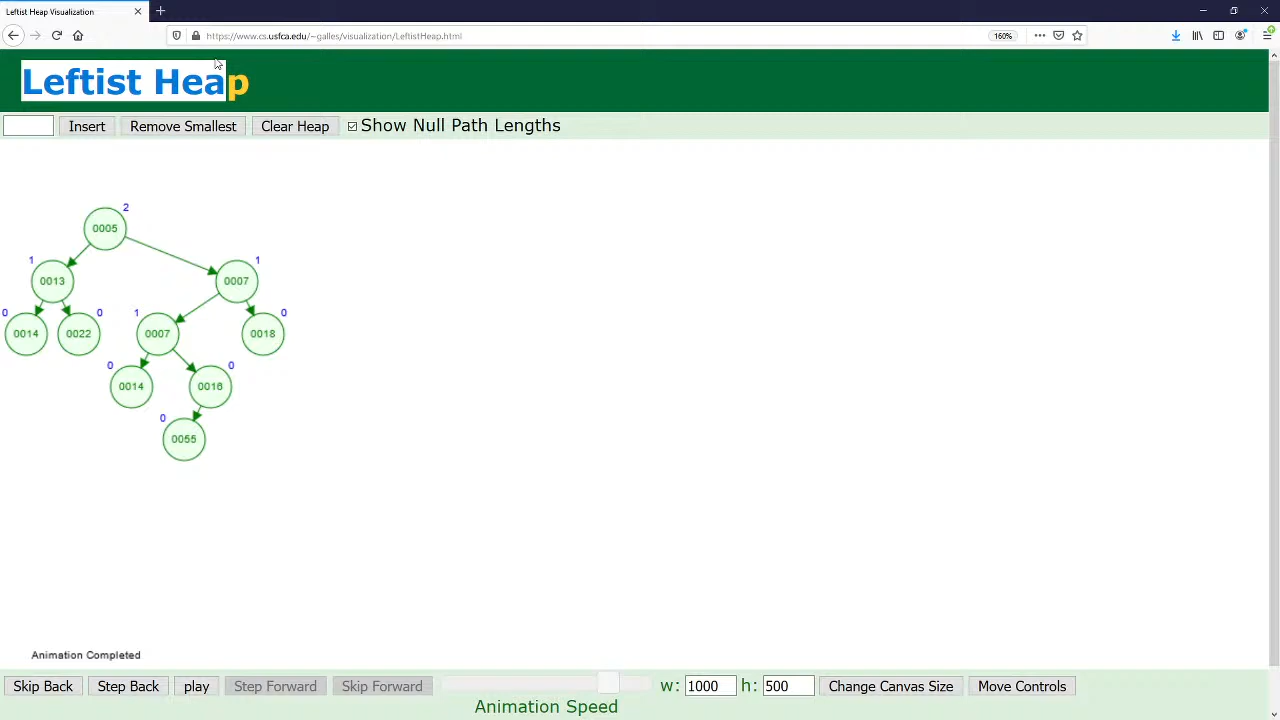 Leftist Heap Visualization
https://www.cs.usfca.edu/~galles/visualization/LeftistHeap.html
160%
Leftist Heap
Insert Remove Smallest Clear Heap Show Null Path Lengths
2
0005
1 1
0013 0007
0 0 1 0
0014 0022 0007 0018
0 0
0014 0016
0
0055
Animation Completed
Skip Back Step Back play Step Forward Skip Forward w: 1000 h: 500 Change Canvas Size Move Controls
Animation Speed